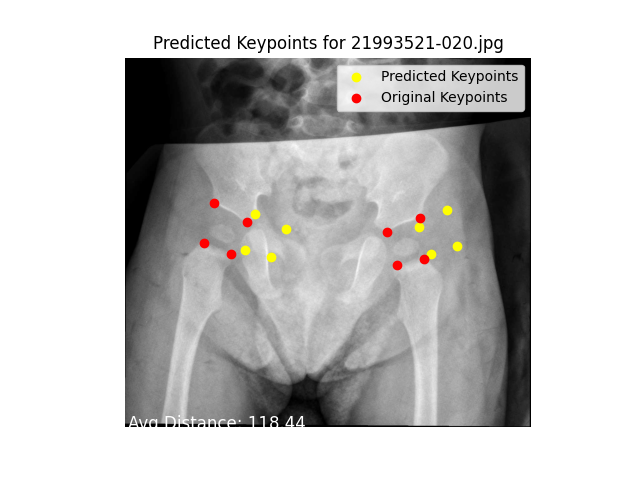 Predicted Keypoints for 21993521-020.jpg
Predicted Keypoints
Original Keypoints
Avg Distance: 118.44